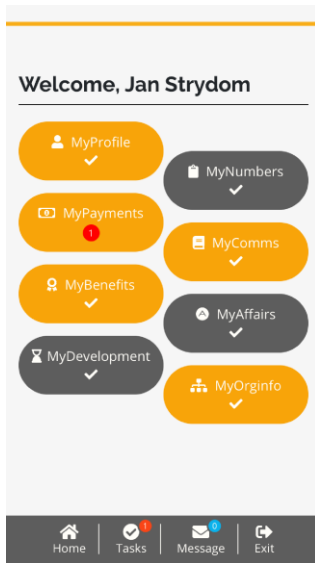 Welcome, Jan Strydom
MyProfile
MyNumbers
MyPayments
1
MyComms
MyBenefits
MyAffairs
MyDevelopment
MyOrginfo
Home
Tasks
1
Message
0
Exit